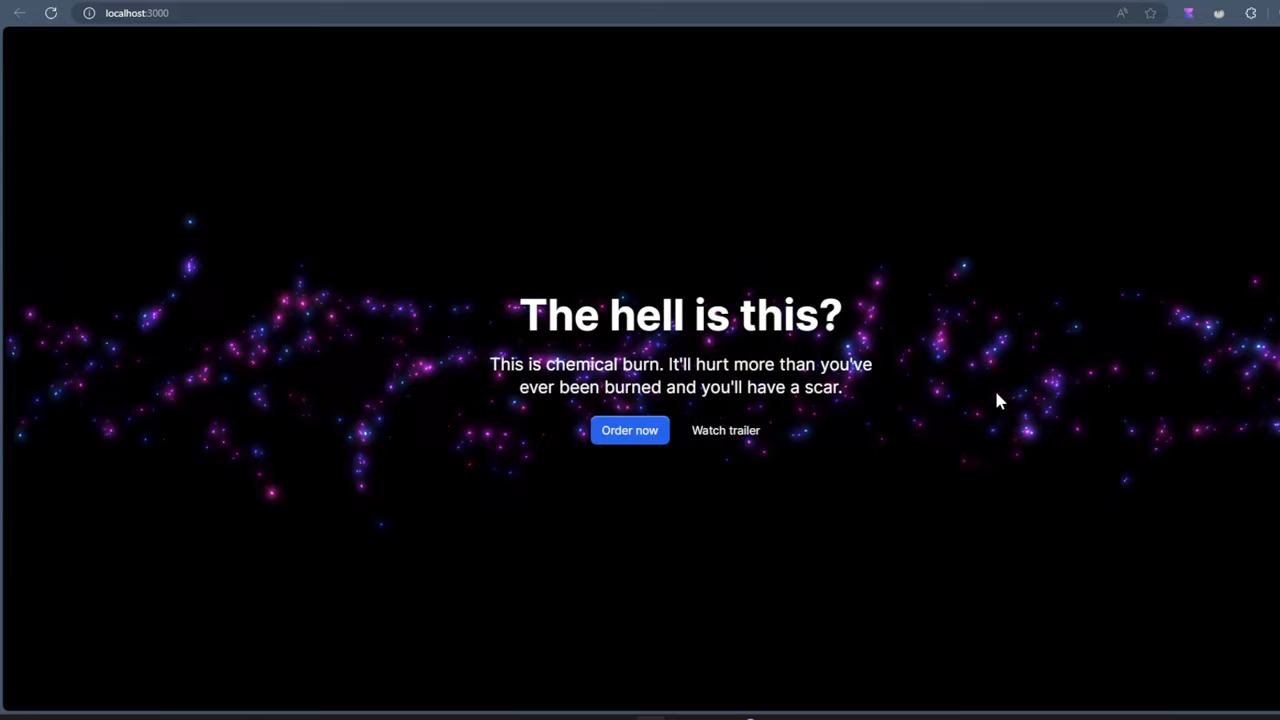 localhost:3000
The hell is this?
This is chemical burn. It'll hurt more than you've
ever been burned and you'll have a scar.
Order now
Watch trailer